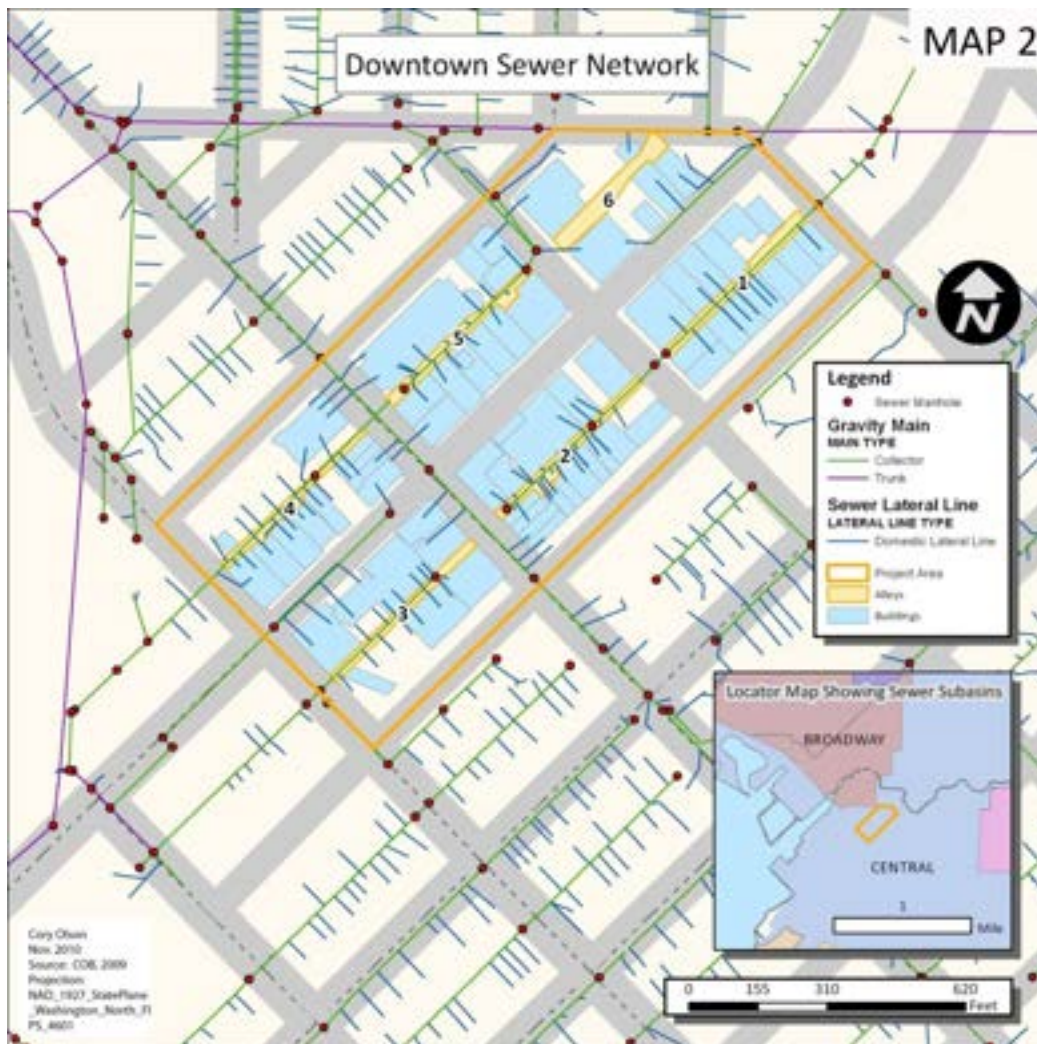 MAP 2
Downtown Sewer Network
6
1
5
2
4
3
N
Legend
Sewer Manhole
Gravity Main
MAIN TYPE
Collector
Trunk
Sewer Lateral Line
LATERAL LINE TYPE
Domestic Lateral Line
Project Area
Alleys
Buildings
Locator Map Showing Sewer Subasins
BROADWAY
CENTRAL
1
Mile
Cory Olson
Nov. 2010
Source: COB, 2009
Projection:
NAD_1927_StatePlane
_Washington_North_FI
PS_4601
0 155 310 620
Feet